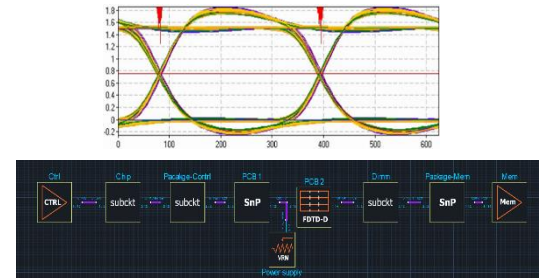 1.8
1.6
1.4
1.2
1.0
0.8
0.6
0.4
0.2
0
-0.2
0 100 200 300 400 500 600
Ctrl Chip Pacakge-Contrl PCB 1 PCB 2 Dimm Package-Mem Mem
CTRL subckt subckt SnP FDTD-D subckt SnP Mem
VRN
Power supply